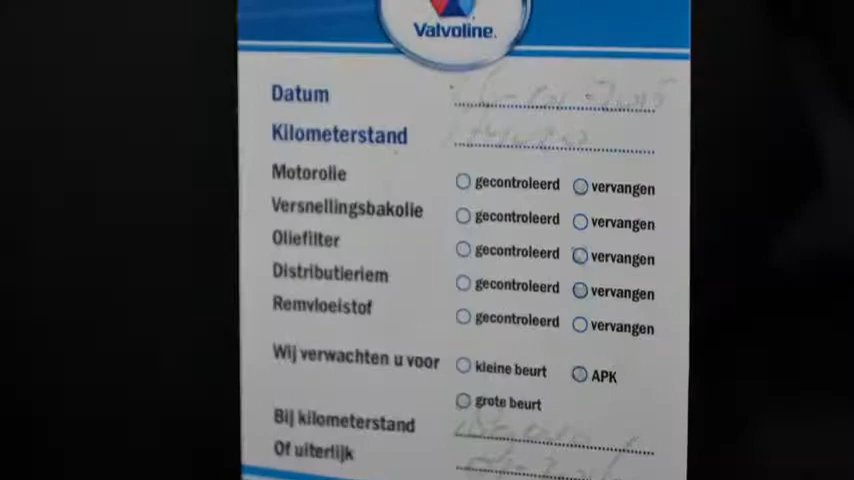 Valvoline.
Datum
Kilometerstand
Motorolie gecontroleerd vervangen
Versnellingsbakolie gecontroleerd vervangen
Oliefilter gecontroleerd vervangen
Distributieriem gecontroleerd vervangen
Remvloeistof gecontroleerd vervangen
Wij verwachten u voor kleine beurt APK
grote beurt
Bij kilometerstand
Of uiterlijk